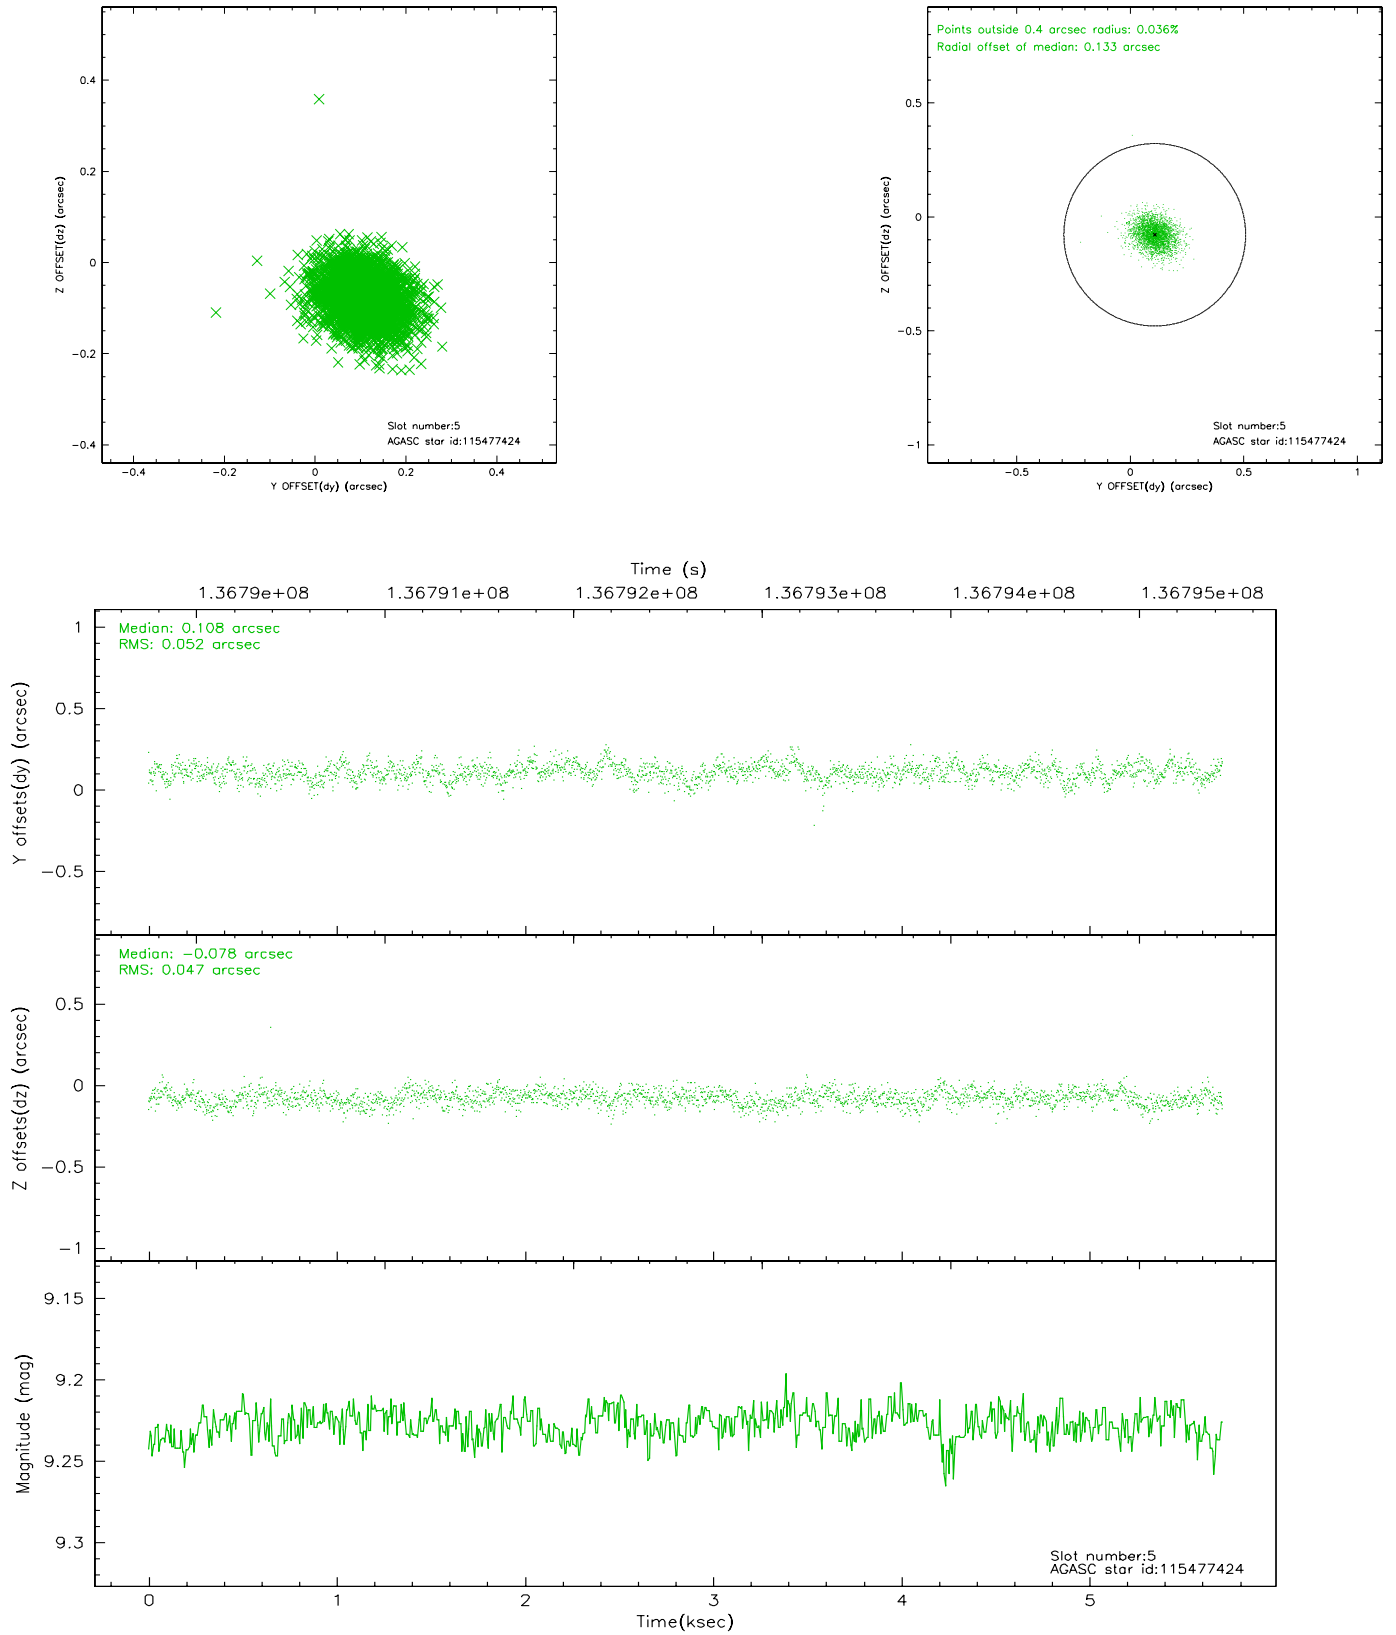 0.4
0.2
0
−0.2
−0.4
Z OFFSET(dz) (arcsec)
Slot number:5
AGASC star id:115477424
−0.4 −0.2 0 0.2 0.4
Y OFFSET(dy) (arcsec)
Points outside 0.4 arcsec radius: 0.036%
Radial offset of median: 0.133 arcsec
0.5
0
−0.5
−1
Z OFFSET(dz) (arcsec)
Slot number:5
AGASC star id:115477424
−0.5 0 0.5 1
Y OFFSET(dy) (arcsec)
Time (s)
1.3679e+08 1.36791e+08 1.36792e+08 1.36793e+08 1.36794e+08 1.36795e+08
Median: 0.108 arcsec
RMS: 0.052 arcsec
1
0.5
0
−0.5
Y offsets(dy) (arcsec)
Median: −0.078 arcsec
RMS: 0.047 arcsec
0.5
0
−0.5
−1
Z offsets(dz) (arcsec)
9.15
9.2
9.25
9.3
Magnitude (mag)
Slot number:5
AGASC star id:115477424
0 1 2 3 4 5
Time(ksec)